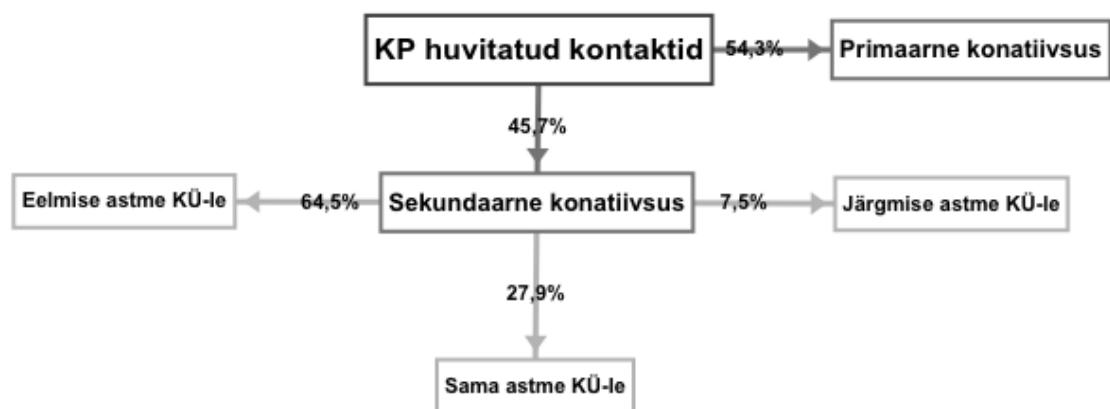 KP huvitatud kontaktid
54,3%
Primaarne konatiivsus
45,7%
Eelmise astme KÜ-le
64,5%
Sekundaarne konatiivsus
7,5%
Järgmise astme KÜ-le
27,9%
Sama astme KÜ-le